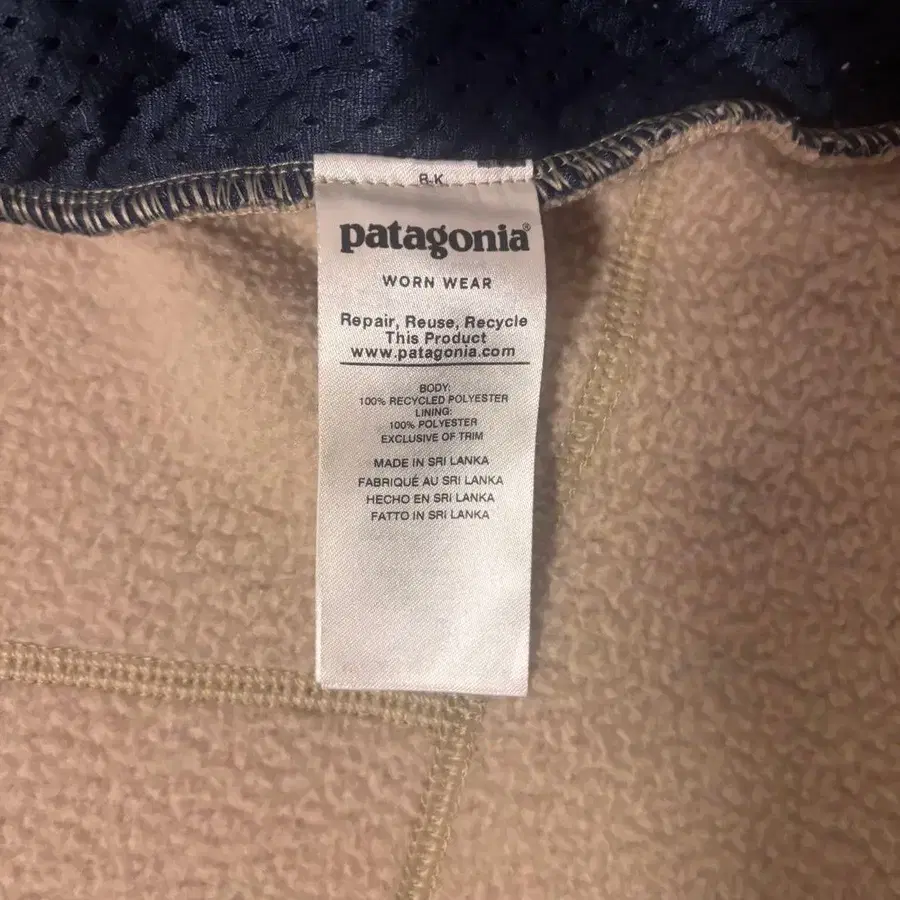 R.K.
patagonia®
WORN WEAR
Repair, Reuse, Recycle
This Product
www.patagonia.com
BODY:
100% RECYCLED POLYESTER
LINING:
100% POLYESTER
EXCLUSIVE OF TRIM
MADE IN SRI LANKA
FABRIQUÉ AU SRI LANKA
HECHO EN SRI LANKA
FATTO IN SRI LANKA